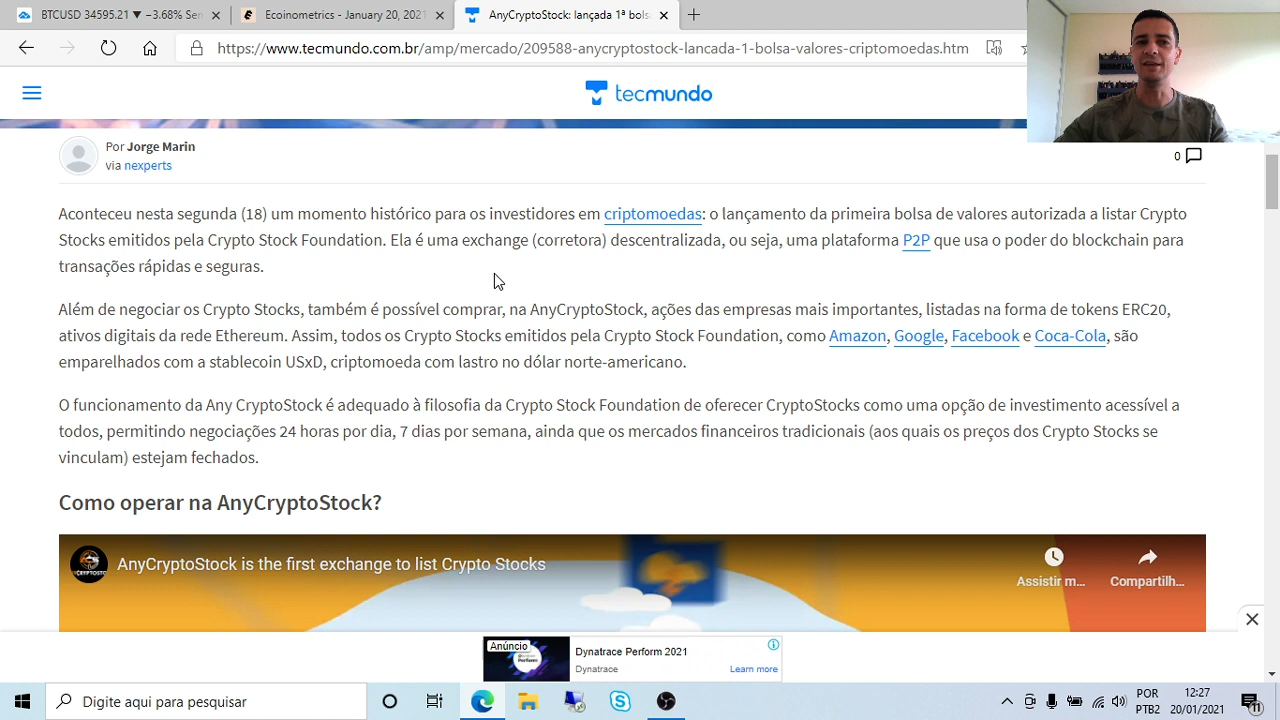 BTCUSD 34595.21 ▼ −3.68% Sem
Ecoinometrics - January 20, 2021
AnyCryptoStock lançada 1ª bols
https://www.tecmundo.com.br/amp/mercado/209588-anycryptostock-lancada-1-bolsa-valores-criptomoedas.htm
tecmundo
Por Jorge Marin
via nexperts
0
Aconteceu nesta segunda (18) um momento histórico para os investidores em criptomoedas: o lançamento da primeira bolsa de valores autorizada a listar Crypto
Stocks emitidos pela Crypto Stock Foundation. Ela é uma exchange (corretora) descentralizada, ou seja, uma plataforma P2P que usa o poder do blockchain para
transações rápidas e seguras.
Além de negociar os Crypto Stocks, também é possível comprar, na AnyCryptoStock, ações das empresas mais importantes, listadas na forma de tokens ERC20,
ativos digitais da rede Ethereum. Assim, todos os Crypto Stocks emitidos pela Crypto Stock Foundation, como Amazon, Google, Facebook e Coca-Cola, são
emparelhados com a stablecoin USxD, criptomoeda com lastro no dólar norte-americano.
O funcionamento da Any CryptoStock é adequado à filosofia da Crypto Stock Foundation de oferecer CryptoStocks como uma opção de investimento acessível a
todos, permitindo negociações 24 horas por dia, 7 dias por semana, ainda que os mercados financeiros tradicionais (aos quais os preços dos Crypto Stocks se
vinculam) estejam fechados.
Como operar na AnyCryptoStock?
AnyCryptoStock is the first exchange to list Crypto Stocks
Assistir m...
Compartilh...
Anúncio
Perform
Dynatrace Perform 2021
Dynatrace
Learn more
Digite aqui para pesquisar
POR
PTB2
12:27
20/01/2021
11